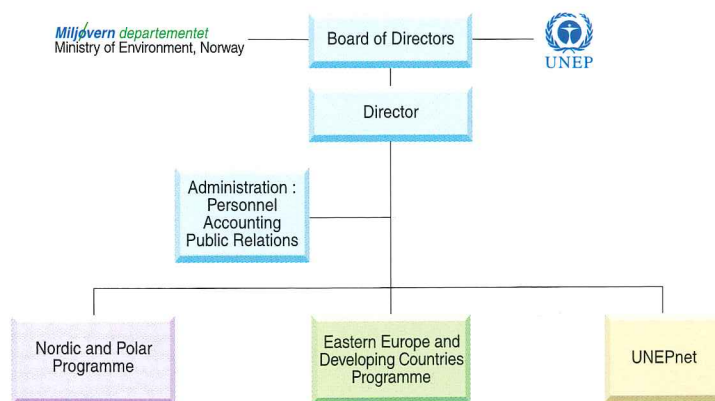 Miljøvern departementet
Ministry of Environment, Norway
Board of Directors
UNEP
Director
Administration :
Personnel
Accounting
Public Relations
Nordic and Polar
Programme
Eastern Europe and
Developing Countries
Programme
UNEPnet